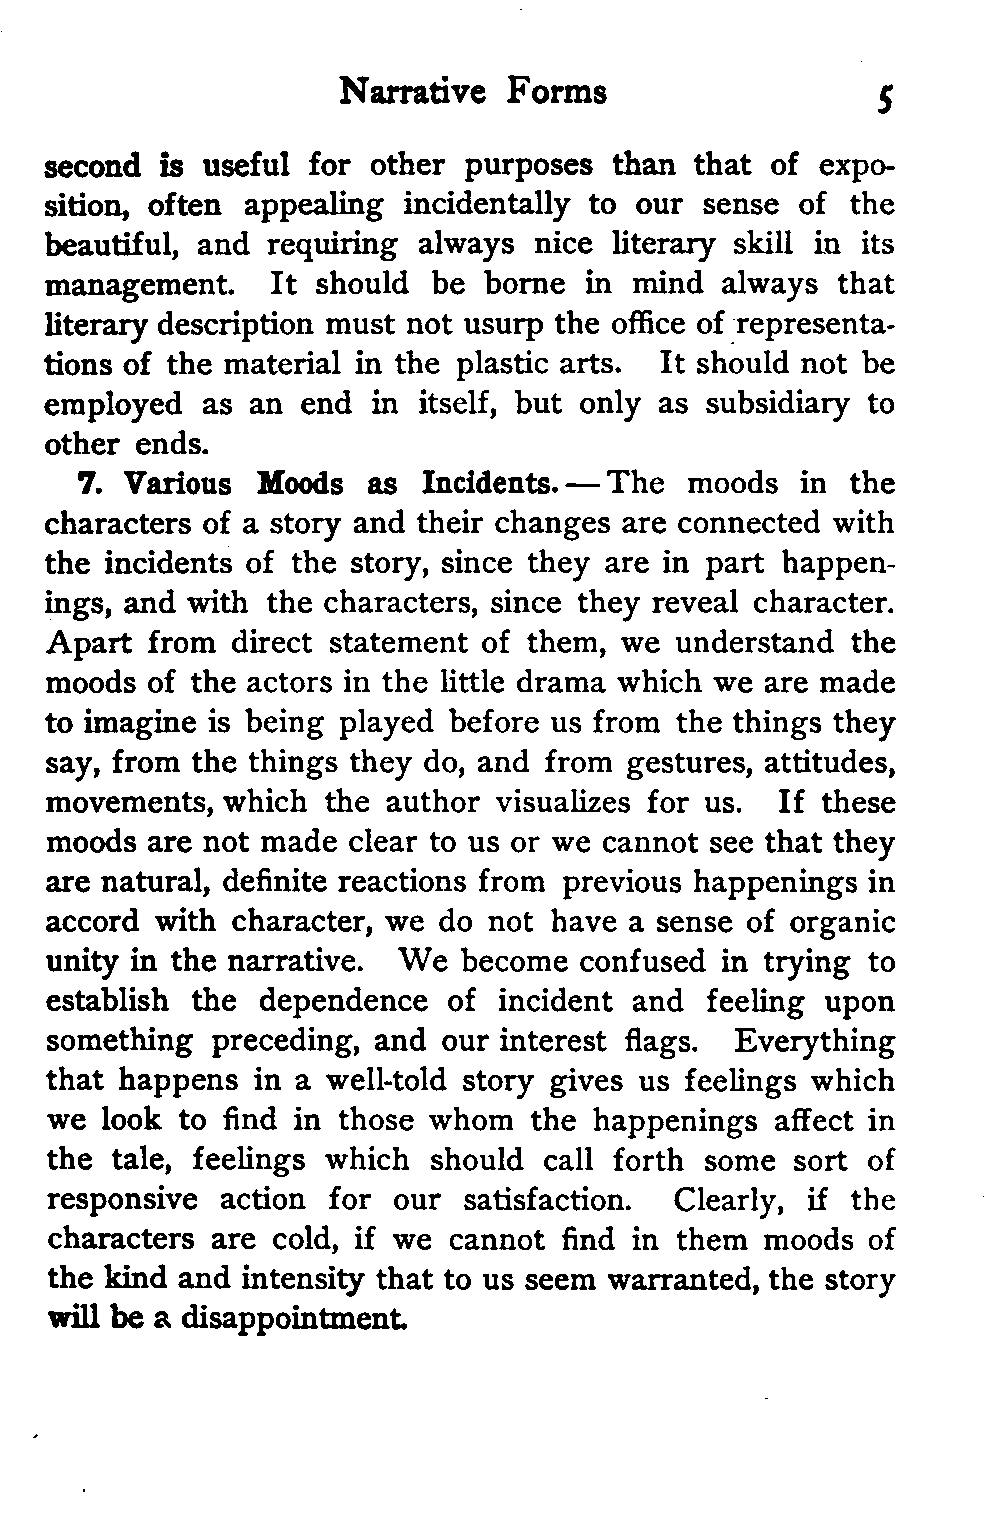 Narrative Forms 5
second is useful for other purposes than that of expo-
sition, often appealing incidentally to our sense of the
beautiful, and requiring always nice literary skill in its
management. It should be borne in mind always that
literary description must not usurp the office of representa-
tions of the material in the plastic arts. It should not be
employed as an end in itself, but only as subsidiary to
other ends.
7. Various Moods as Incidents. — The moods in the
characters of a story and their changes are connected with
the incidents of the story, since they are in part happen-
ings, and with the characters, since they reveal character.
Apart from direct statement of them, we understand the
moods of the actors in the little drama which we are made
to imagine is being played before us from the things they
say, from the things they do, and from gestures, attitudes,
movements, which the author visualizes for us. If these
moods are not made clear to us or we cannot see that they
are natural, definite reactions from previous happenings in
accord with character, we do not have a sense of organic
unity in the narrative. We become confused in trying to
establish the dependence of incident and feeling upon
something preceding, and our interest flags. Everything
that happens in a well-told story gives us feelings which
we look to find in those whom the happenings affect in
the tale, feelings which should call forth some sort of
responsive action for our satisfaction. Clearly, if the
characters are cold, if we cannot find in them moods of
the kind and intensity that to us seem warranted, the story
will be a disappointment.